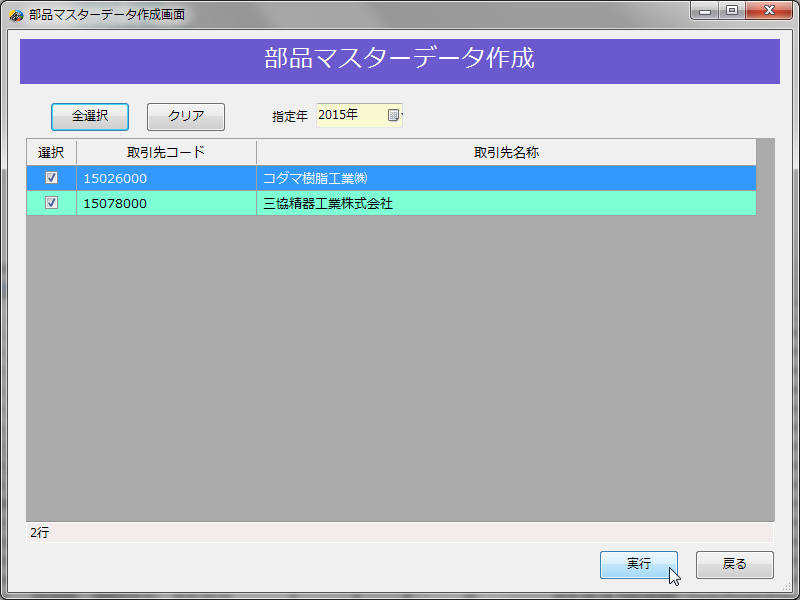 部品マスターデータ作成画面
部品マスターデータ作成
全選択 クリア 指定年 2015年
選択 取引先コード 取引先名称
15026000 コダマ樹脂工業㈱
15078000 三協精器工業株式会社
2行
実行 戻る